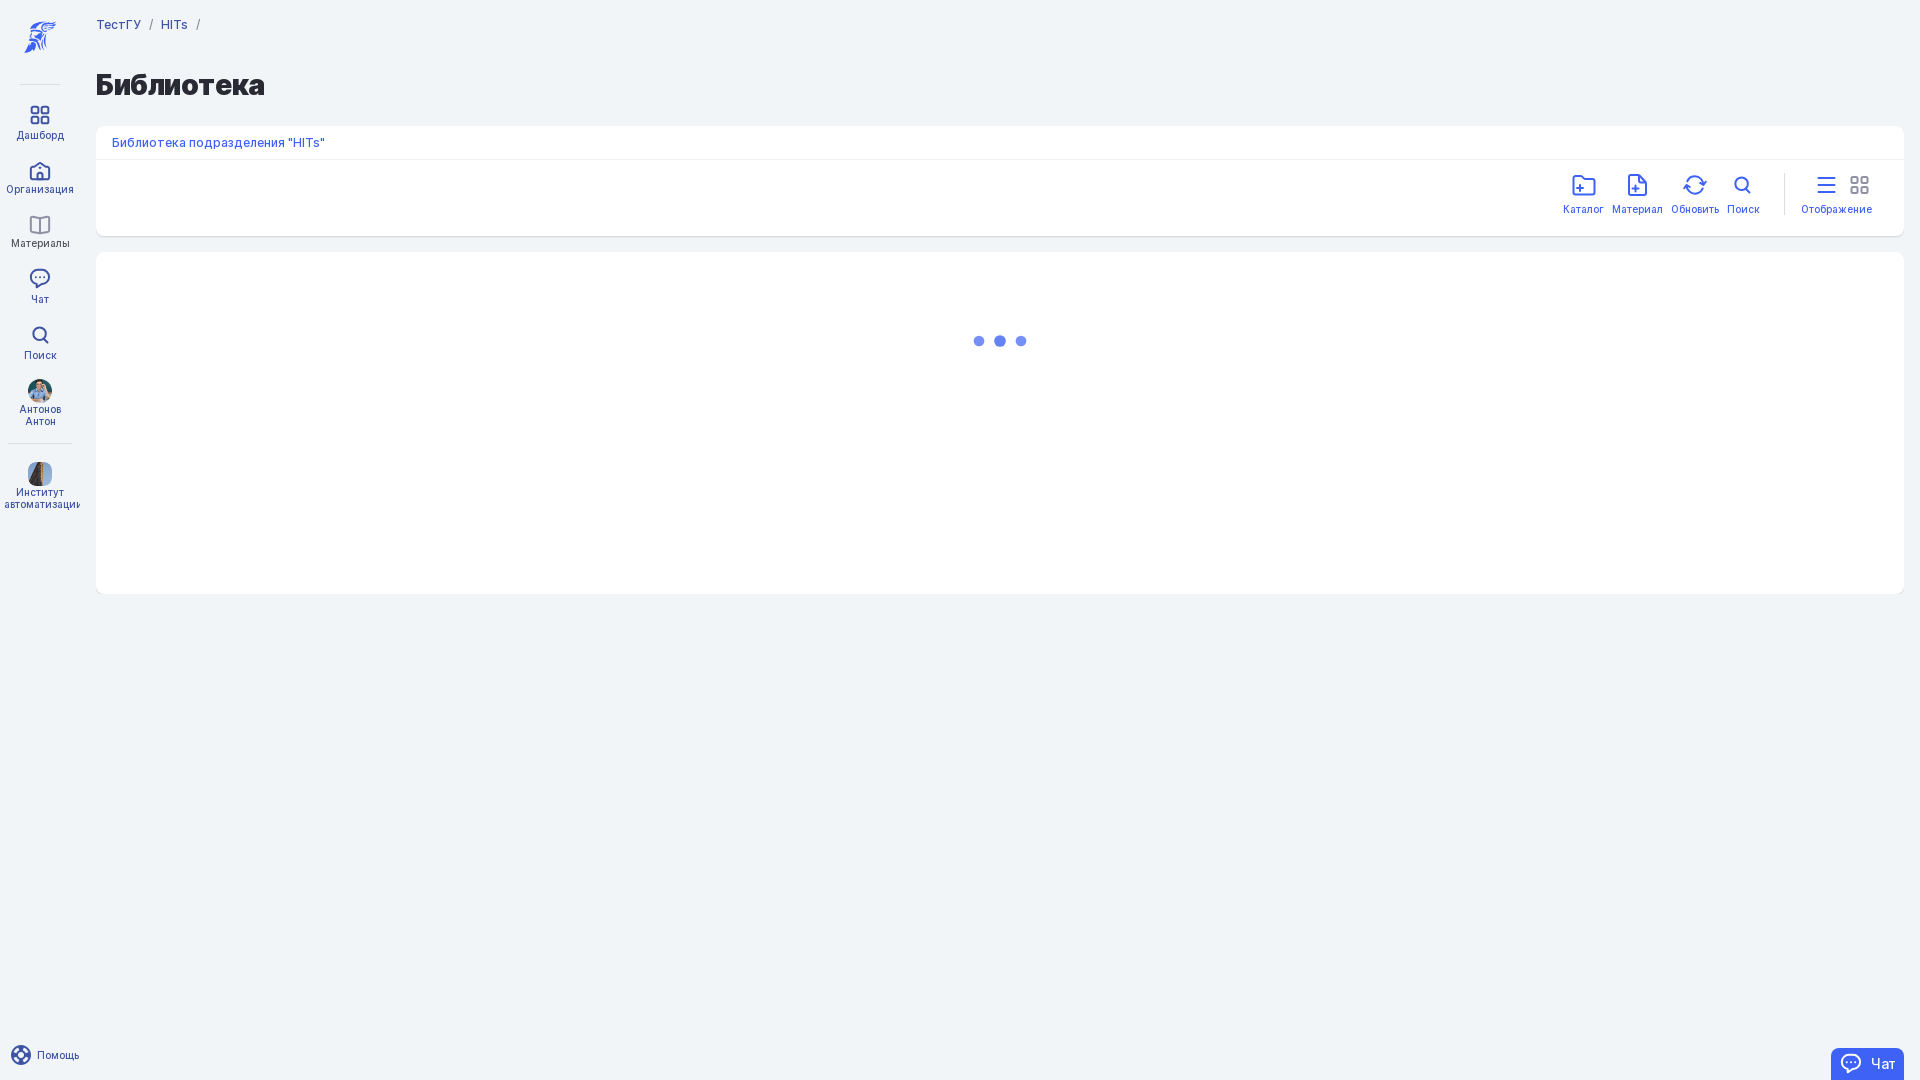 ТестГУ / HITs /
Библиотека
Библиотека подразделения "HITs"
Каталог
Материал
Обновить
Поиск
Отображение
Дашборд
Организация
Материалы
Чат
Поиск
Антонов
Антон
Институт
автоматизации
Помощь
Чат